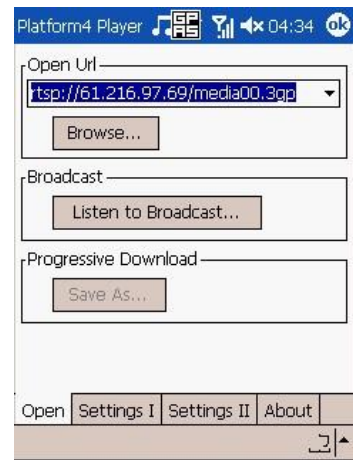 Platform4 Player GPRS 04:34 ok
Open Url
rtsp://61.216.97.69/media00.3gp
Browse...
Broadcast
Listen to Broadcast...
Progressive Download
Save As...
Open Settings I Settings II About